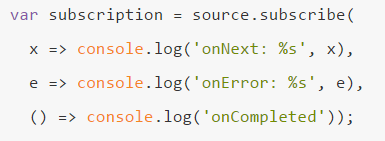 var subscription = source.subscribe(
  x => console.log('onNext: %s', x),
  e => console.log('onError: %s', e),
  () => console.log('onCompleted'));